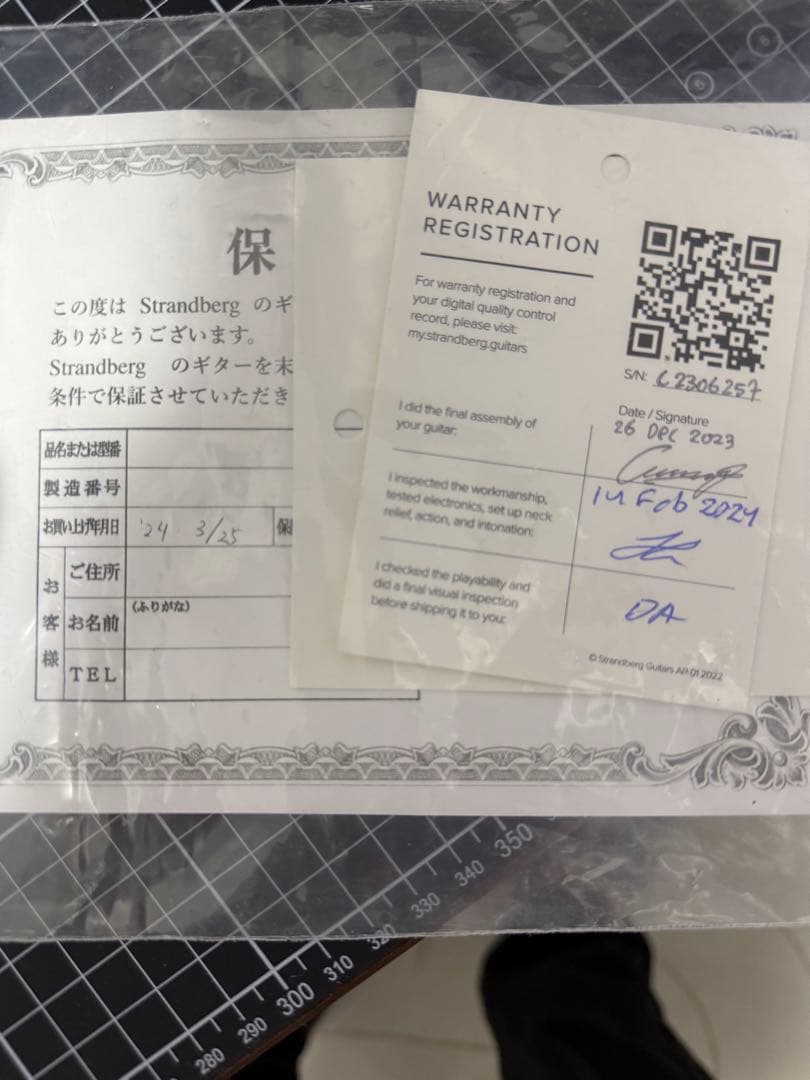 保
この度は Strandberg のギ
ありがとうございます。
Strandberg のギターを末
条件で保証させていただき
品名または型番
製造番号
お買い上げ年月日 '24 3/25 保
お客様
ご住所
お名前 (ふりがな)
TEL
WARRANTY
REGISTRATION
For warranty registration and
your digital quality control
record, please visit:
my.strandberg.guitars
S/N: C2306257
Date / Signature
I did the final assembly of
your guitar:
26 DEC 2023
I inspected the workmanship,
tested electronics, set up neck
relief, action, and intonation:
14 Feb 2024
I checked the playability and
did a final visual inspection
before shipping it to you:
DA
© Strandberg Guitars AP 01.2022
350
340
330
320
310
300
290
280